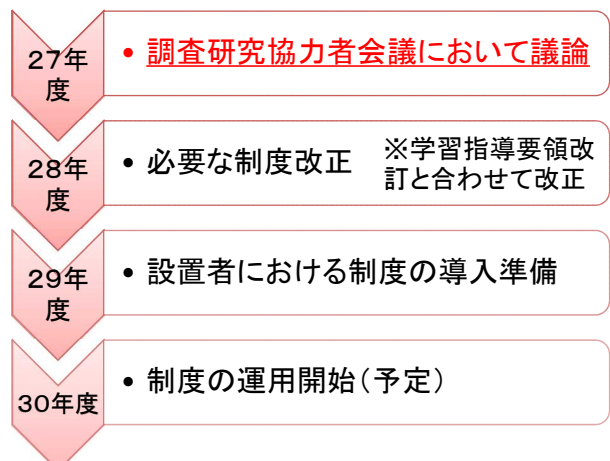 27年
度
• 調査研究協力者会議において議論
28年
度
• 必要な制度改正
※学習指導要領改
訂と合わせて改正
29年
度
• 設置者における制度の導入準備
30年度
• 制度の運用開始（予定）